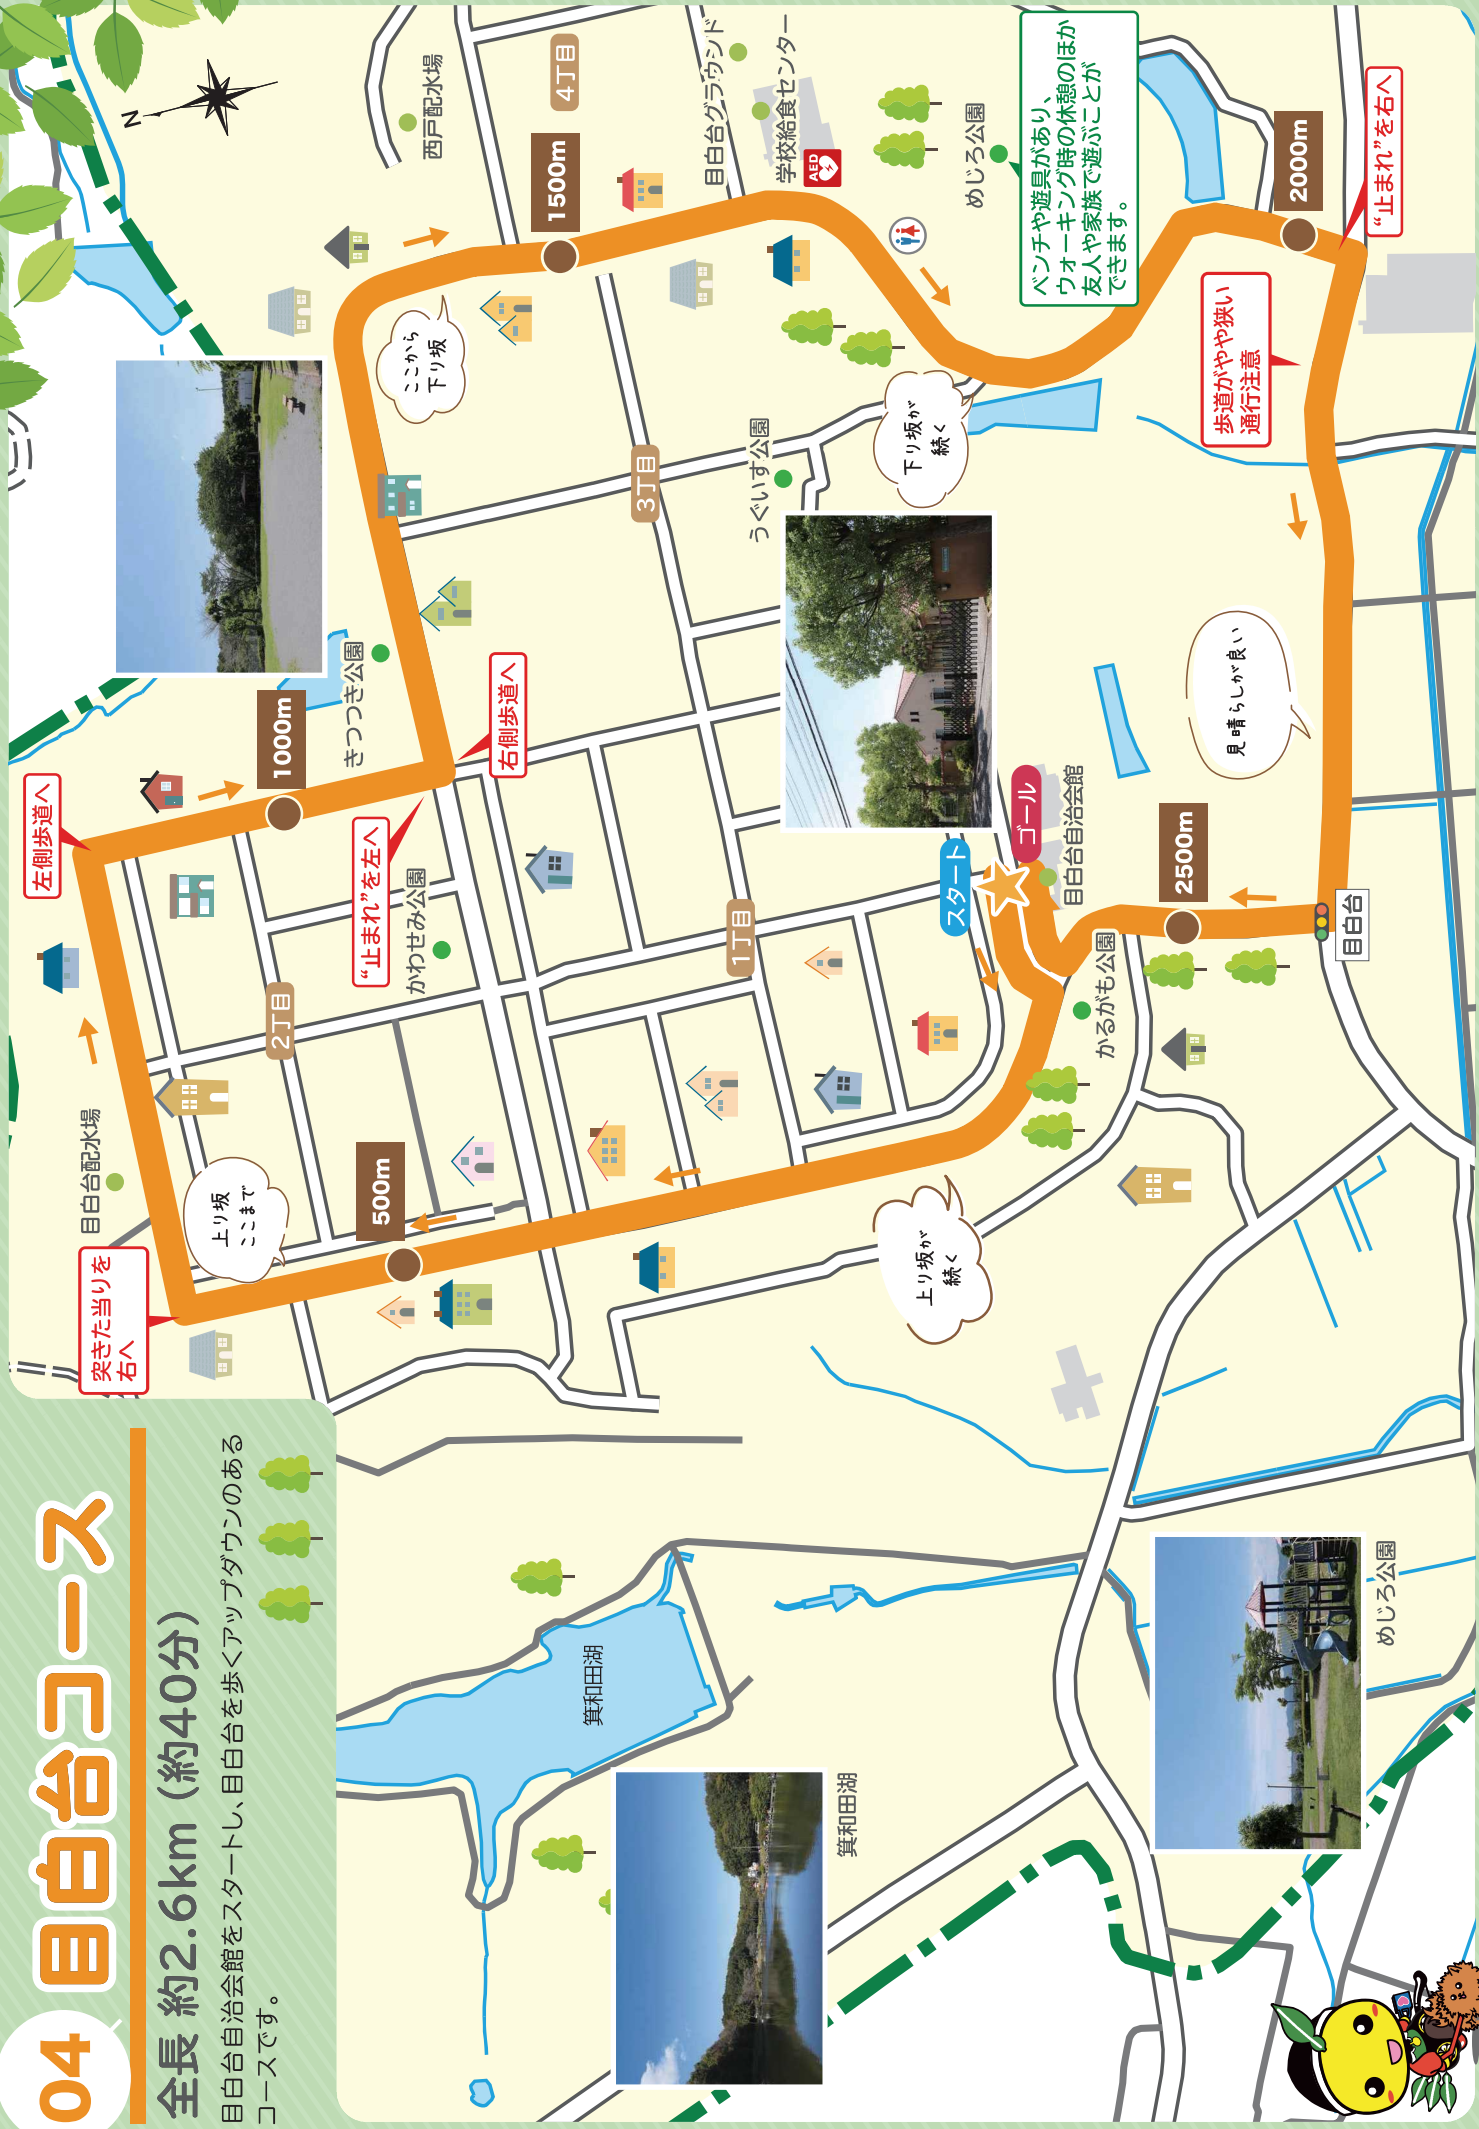 04 目白台コース
全長 約2.6km（約40分）
目白台自治会館をスタートし、目白台を歩くアップダウンのある
コースです。
突きた当りを
右へ
目白台配水場
上り坂
ここまで
500m
2丁目
左側歩道へ
1000m
きつつき公園
“止まれ”を左へ
かわせみ公園
右側歩道へ
N
西戸配水場
4丁目
1500m
ここから
下り坂
3丁目
目白台グラウンド
学校給食センター
AED
うぐいす公園
下り坂が
続く
めじろ公園
ベンチや遊具があり、
ウォーキング時の休憩のほか
友人や家族で遊ぶことが
できます。
2000m
“止まれ”を右へ
歩道がやや狭い
通行注意
見晴らしが良い
1丁目
スタート
ゴール
目白台自治会館
2500m
目白台
かるがも公園
上り坂が
続く
箕和田湖
箕和田湖
めじろ公園